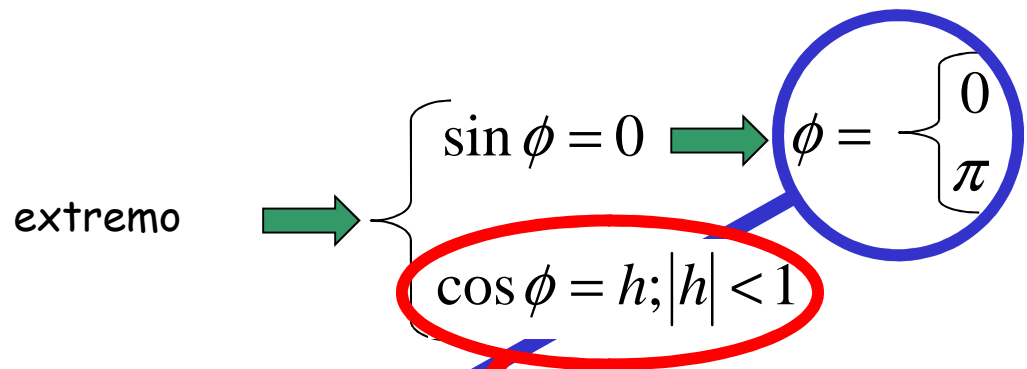 sin ϕ = 0
ϕ = { 0
π
extremo
cos ϕ = h; |h| < 1